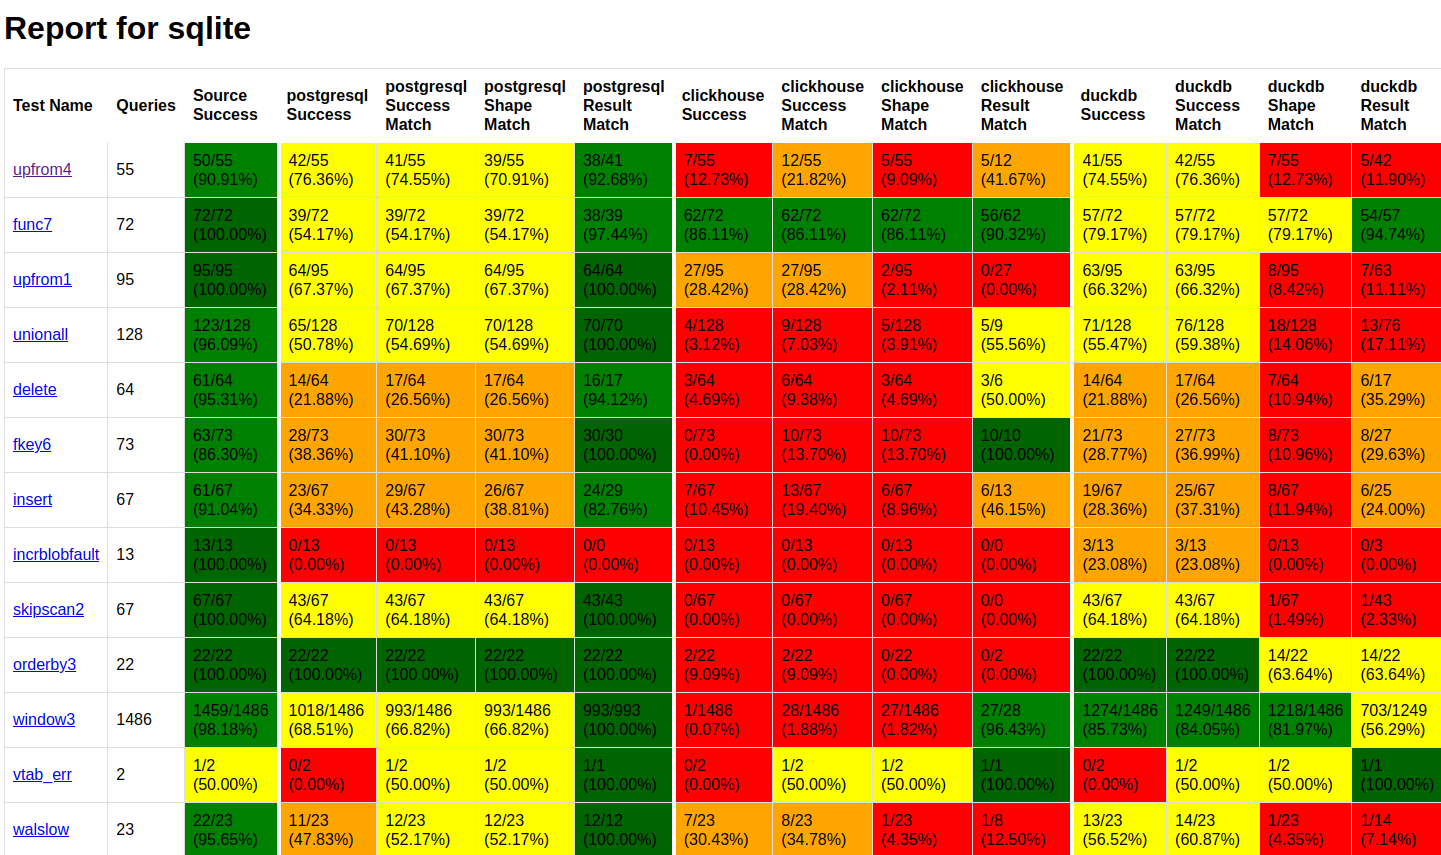 Report for sqlite
Test Name Queries Source Success postgresql Success postgresql Success Match postgresql Shape Match postgresql Result Match clickhouse Success clickhouse Success Match clickhouse Shape Match clickhouse Result Match duckdb Success duckdb Success Match duckdb Shape Match duckdb Result Match
upfrom4 55 50/55 (90.91%) 42/55 (76.36%) 41/55 (74.55%) 39/55 (70.91%) 38/41 (92.68%) 7/55 (12.73%) 12/55 (21.82%) 5/55 (9.09%) 5/12 (41.67%) 41/55 (74.55%) 42/55 (76.36%) 7/55 (12.73%) 5/42 (11.90%)
func7 72 72/72 (100.00%) 39/72 (54.17%) 39/72 (54.17%) 39/72 (54.17%) 38/39 (97.44%) 62/72 (86.11%) 62/72 (86.11%) 62/72 (86.11%) 56/62 (90.32%) 57/72 (79.17%) 57/72 (79.17%) 57/72 (79.17%) 54/57 (94.74%)
upfrom1 95 95/95 (100.00%) 64/95 (67.37%) 64/95 (67.37%) 64/95 (67.37%) 64/64 (100.00%) 27/95 (28.42%) 27/95 (28.42%) 2/95 (2.11%) 0/27 (0.00%) 63/95 (66.32%) 63/95 (66.32%) 8/95 (8.42%) 7/63 (11.11%)
unionall 128 123/128 (96.09%) 65/128 (50.78%) 70/128 (54.69%) 70/128 (54.69%) 70/70 (100.00%) 4/128 (3.12%) 9/128 (7.03%) 5/128 (3.91%) 5/9 (55.56%) 71/128 (55.47%) 76/128 (59.38%) 18/128 (14.06%) 13/76 (17.11%)
delete 64 61/64 (95.31%) 14/64 (21.88%) 17/64 (26.56%) 17/64 (26.56%) 16/17 (94.12%) 3/64 (4.69%) 6/64 (9.38%) 3/64 (4.69%) 3/6 (50.00%) 14/64 (21.88%) 17/64 (26.56%) 7/64 (10.94%) 6/17 (35.29%)
fkey6 73 63/73 (86.30%) 28/73 (38.36%) 30/73 (41.10%) 30/73 (41.10%) 30/30 (100.00%) 0/73 (0.00%) 10/73 (13.70%) 10/73 (13.70%) 10/10 (100.00%) 21/73 (28.77%) 27/73 (36.99%) 8/73 (10.96%) 8/27 (29.63%)
insert 67 61/67 (91.04%) 23/67 (34.33%) 29/67 (43.28%) 26/67 (38.81%) 24/29 (82.76%) 7/67 (10.45%) 13/67 (19.40%) 6/67 (8.96%) 6/13 (46.15%) 19/67 (28.36%) 25/67 (37.31%) 8/67 (11.94%) 6/25 (24.00%)
incrblobfault 13 13/13 (100.00%) 0/13 (0.00%) 0/13 (0.00%) 0/13 (0.00%) 0/0 (0.00%) 0/13 (0.00%) 0/13 (0.00%) 0/13 (0.00%) 0/0 (0.00%) 3/13 (23.08%) 3/13 (23.08%) 0/13 (0.00%) 0/3 (0.00%)
skipscan2 67 67/67 (100.00%) 43/67 (64.18%) 43/67 (64.18%) 43/67 (64.18%) 43/43 (100.00%) 0/67 (0.00%) 0/67 (0.00%) 0/67 (0.00%) 0/0 (0.00%) 43/67 (64.18%) 43/67 (64.18%) 1/67 (1.49%) 1/43 (2.33%)
orderby3 22 22/22 (100.00%) 22/22 (100.00%) 22/22 (100.00%) 22/22 (100.00%) 22/22 (100.00%) 2/22 (9.09%) 2/22 (9.09%) 0/22 (0.00%) 0/2 (0.00%) 22/22 (100.00%) 22/22 (100.00%) 14/22 (63.64%) 14/22 (63.64%)
window3 1486 1459/1486 (98.18%) 1018/1486 (68.51%) 993/1486 (66.82%) 993/1486 (66.82%) 993/993 (100.00%) 1/1486 (0.07%) 28/1486 (1.88%) 27/1486 (1.82%) 27/28 (96.43%) 1274/1486 (85.73%) 1249/1486 (84.05%) 1218/1486 (81.97%) 703/1249 (56.29%)
vtab_err 2 1/2 (50.00%) 0/2 (0.00%) 1/2 (50.00%) 1/2 (50.00%) 1/1 (100.00%) 0/2 (0.00%) 1/2 (50.00%) 1/2 (50.00%) 1/1 (100.00%) 0/2 (0.00%) 1/2 (50.00%) 1/2 (50.00%) 1/1 (100.00%)
walslow 23 22/23 (95.65%) 11/23 (47.83%) 12/23 (52.17%) 12/23 (52.17%) 12/12 (100.00%) 7/23 (30.43%) 8/23 (34.78%) 1/23 (4.35%) 1/8 (12.50%) 13/23 (56.52%) 14/23 (60.87%) 1/23 (4.35%) 1/14 (7.14%)